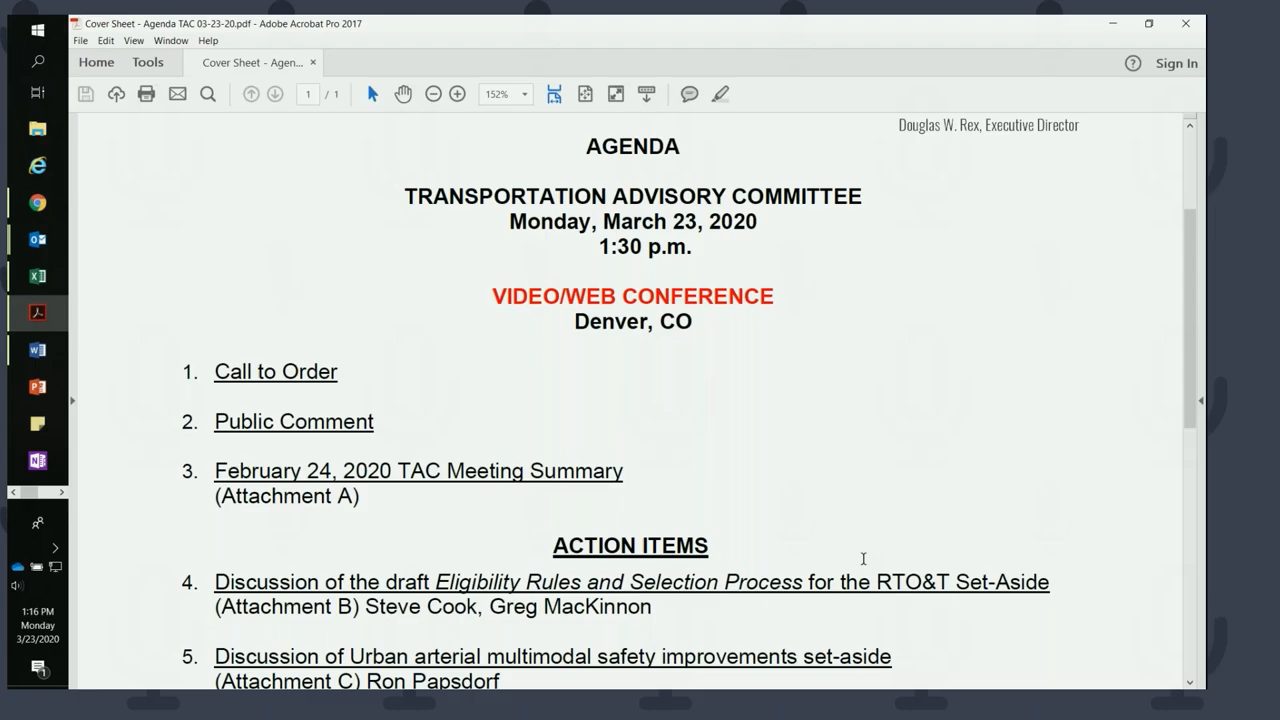 Cover Sheet - Agenda TAC 03-23-20.pdf - Adobe Acrobat Pro 2017
File Edit View Window Help
Home Tools Cover Sheet - Agen... × Sign In
1 / 1 152%
Douglas W. Rex, Executive Director
AGENDA
TRANSPORTATION ADVISORY COMMITTEE
Monday, March 23, 2020
1:30 p.m.
VIDEO/WEB CONFERENCE
Denver, CO
1. Call to Order
2. Public Comment
3. February 24, 2020 TAC Meeting Summary
(Attachment A)
ACTION ITEMS
4. Discussion of the draft Eligibility Rules and Selection Process for the RTO&T Set-Aside
(Attachment B) Steve Cook, Greg MacKinnon
5. Discussion of Urban arterial multimodal safety improvements set-aside
(Attachment C) Ron Papsdorf
1:16 PM
Monday
3/23/2020
1